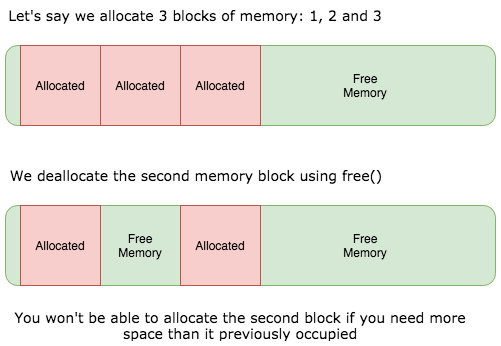 Let's say we allocate 3 blocks of memory: 1, 2 and 3
Allocated
Allocated
Allocated
Free
Memory
We deallocate the second memory block using free()
Allocated
Free
Memory
Allocated
Free
Memory
You won't be able to allocate the second block if you need more
space than it previously occupied